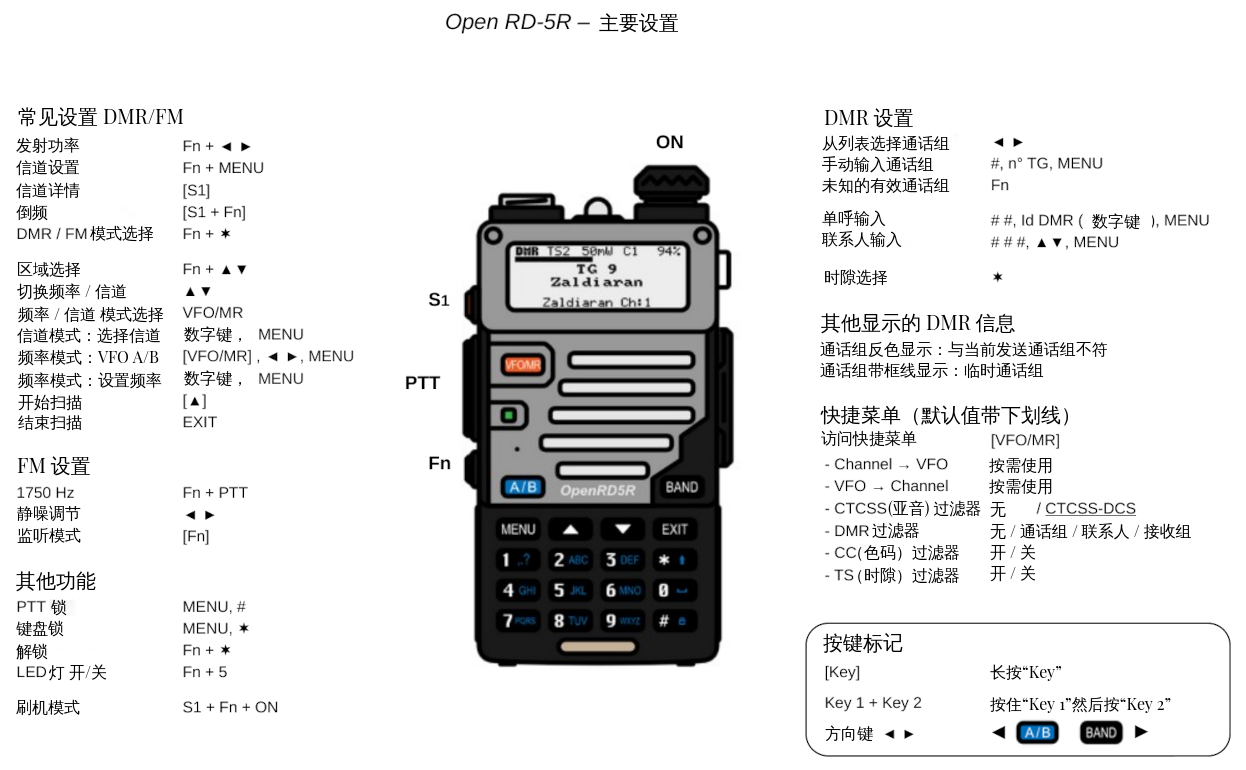 Open RD-5R – 主要设置
常见设置 DMR/FM
发射功率 Fn + ◄ ►
信道设置 Fn + MENU
信道详情 [S1]
倒频 [S1 + Fn]
DMR / FM模式选择 Fn + ✶
区域选择 Fn + ▲▼
切换频率 / 信道 ▲▼
频率 / 信道 模式选择 VFO/MR
信道模式：选择信道 数字键， MENU
频率模式：VFO A/B [VFO/MR] , ◄ ►, MENU
频率模式：设置频率 数字键， MENU
开始扫描 [▲]
结束扫描 EXIT
FM 设置
1750 Hz Fn + PTT
静噪调节 ◄ ►
监听模式 [Fn]
其他功能
PTT 锁 MENU, #
键盘锁 MENU, ✶
解锁 Fn + ✶
LED灯 开/关 Fn + 5
刷机模式 S1 + Fn + ON
ON
S1
PTT
Fn
DMR TS2 50mW C1 94%
TG 9
Zaldiaran
Zaldiaran Ch:1
VFO/MR
A/B OpenRD5R BAND
MENU ▲ ▼ EXIT
1 ,.? 2 ABC 3 DEF *
4 GHI 5 JKL 6 MNO 0
7 PQRS 8 TUV 9 WXYZ #
DMR 设置
从列表选择通话组 ◄ ►
手动输入通话组 #, n° TG, MENU
未知的有效通话组 Fn
单呼输入 # #, Id DMR ( 数字键 ), MENU
联系人输入 # # #, ▲▼, MENU
时隙选择 ✶
其他显示的 DMR 信息
通话组反色显示：与当前发送通话组不符
通话组带框线显示：临时通话组
快捷菜单（默认值带下划线）
访问快捷菜单 [VFO/MR]
- Channel → VFO 按需使用
- VFO → Channel 按需使用
- CTCSS(亚音) 过滤器 无 / CTCSS-DCS
- DMR过滤器 无 / 通话组 / 联系人 / 接收组
- CC(色码）过滤器 开 / 关
- TS (时隙）过滤器 开 / 关
按键标记
[Key] 长按“Key”
Key 1 + Key 2 按住“Key 1”然后按“Key 2”
方向键 ◄ ► ◄ A/B BAND ►